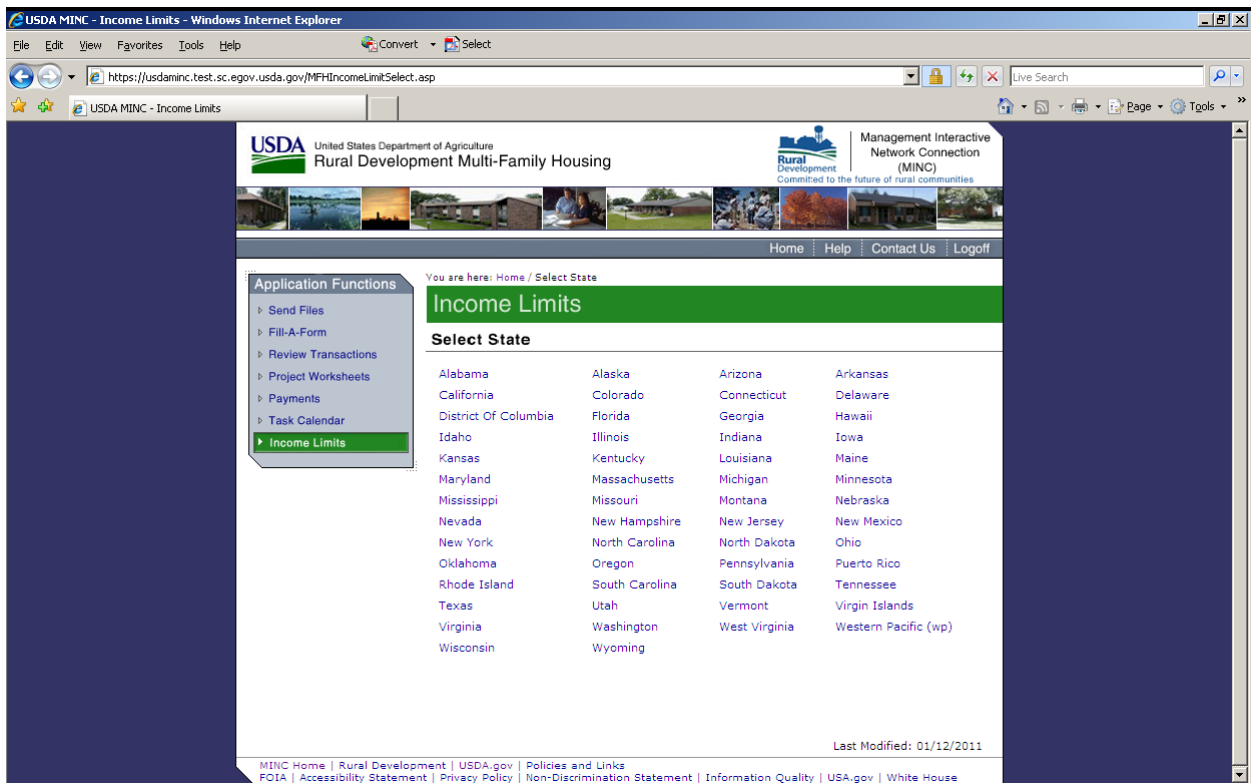 USDA MINC - Income Limits - Windows Internet Explorer
File Edit View Favorites Tools Help Convert Select
https://usdaminc.test.sc.egov.usda.gov/MFHIncomeLimitSelect.asp Live Search
USDA MINC - Income Limits Page Tools
USDA United States Department of Agriculture
Rural Development Multi-Family Housing
Rural Development
Committed to the future of rural communities
Management Interactive
Network Connection
(MINC)
Home Help Contact Us Logoff
Application Functions
Send Files
Fill-A-Form
Review Transactions
Project Worksheets
Payments
Task Calendar
Income Limits
You are here: Home / Select State
Income Limits
Select State
Alabama Alaska Arizona Arkansas
California Colorado Connecticut Delaware
District Of Columbia Florida Georgia Hawaii
Idaho Illinois Indiana Iowa
Kansas Kentucky Louisiana Maine
Maryland Massachusetts Michigan Minnesota
Mississippi Missouri Montana Nebraska
Nevada New Hampshire New Jersey New Mexico
New York North Carolina North Dakota Ohio
Oklahoma Oregon Pennsylvania Puerto Rico
Rhode Island South Carolina South Dakota Tennessee
Texas Utah Vermont Virgin Islands
Virginia Washington West Virginia Western Pacific (wp)
Wisconsin Wyoming
Last Modified: 01/12/2011
MINC Home | Rural Development | USDA.gov | Policies and Links
FOIA | Accessibility Statement | Privacy Policy | Non-Discrimination Statement | Information Quality | USA.gov | White House